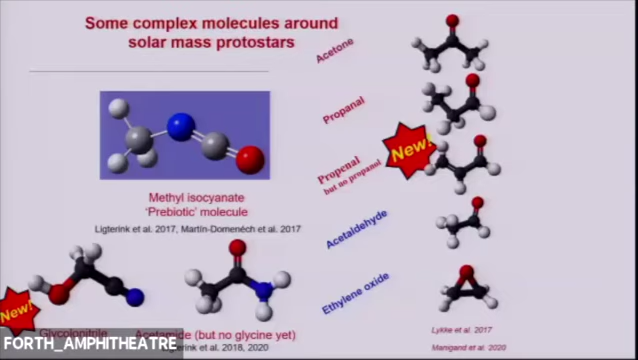 Some complex molecules around
solar mass protostars
Methyl isocyanate
'Prebiotic' molecule
Ligterink et al. 2017, Martín-Domenéch et al. 2017
New!
Glycolonitrile
Acetamide (but no glycine yet)
Ligterink et al. 2018, 2020
FORTH_AMPHITHEATRE
Acetone
Propanal
Propenal
but no propanol
New!
Acetaldehyde
Ethylene oxide
Lykke et al. 2017
Manigand et al. 2020